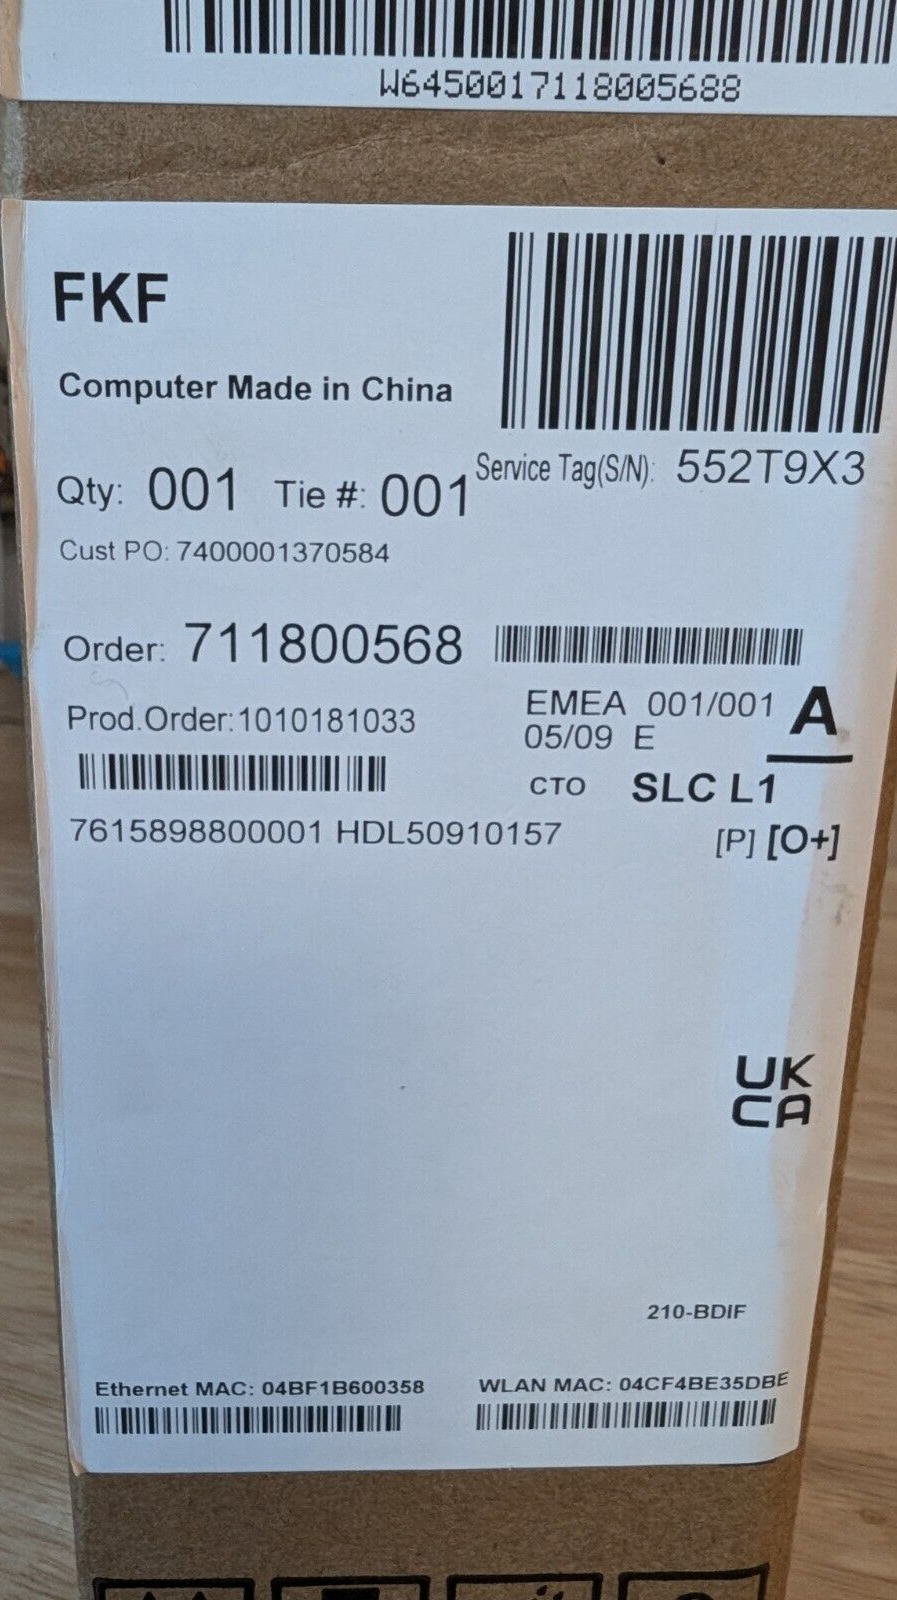 W6450017118005688
FKF
Computer Made in China
Qty: 001 Tie #: 001
Service Tag(S/N): 552T9X3
Cust PO: 7400001370584
Order: 711800568
Prod.Order:1010181033
EMEA 001/001 A
05/09 E
CTO SLC L1
7615898800001 HDL50910157
[P] [O+]
UK
CA
210-BDIF
Ethernet MAC: 04BF1B600358
WLAN MAC: 04CF4BE35DBE